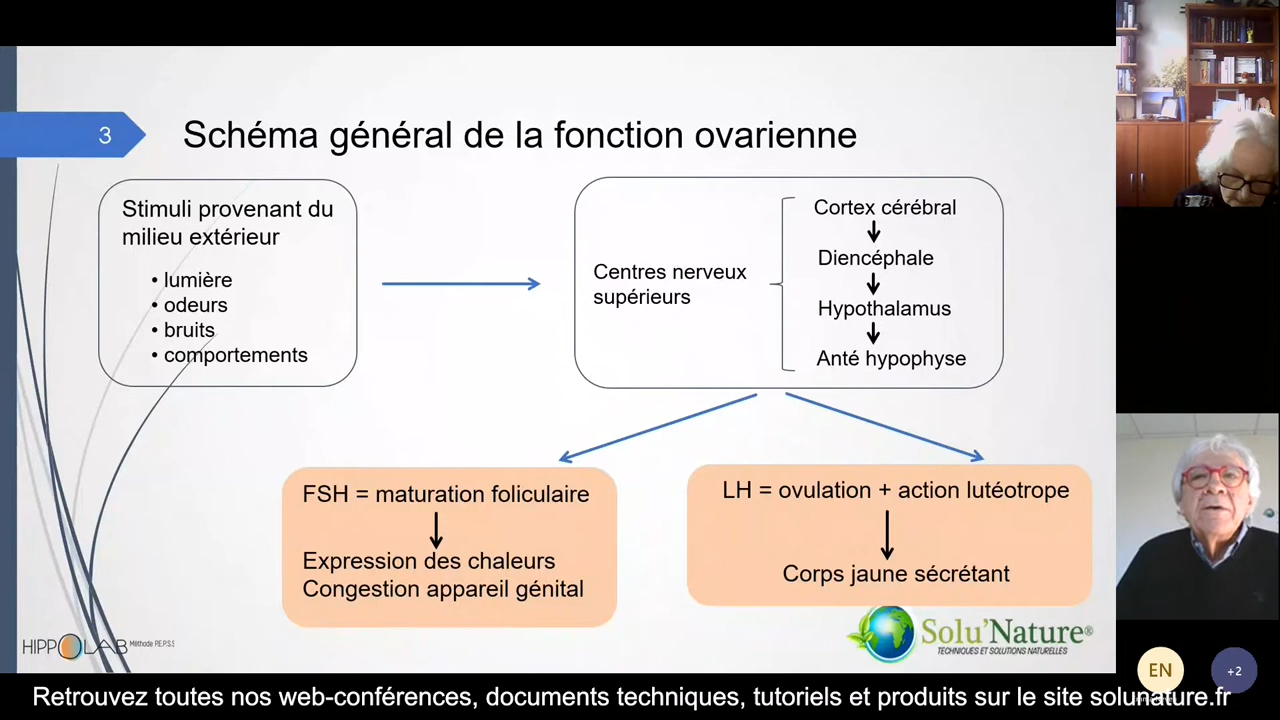 3
Schéma général de la fonction ovarienne
Stimuli provenant du
milieu extérieur
• lumière
• odeurs
• bruits
• comportements
Centres nerveux
supérieurs
Cortex cérébral
Diencéphale
Hypothalamus
Anté hypophyse
FSH = maturation foliculaire
Expression des chaleurs
Congestion appareil génital
LH = ovulation + action lutéotrope
Corps jaune sécrétant
HIPPOLAB Méthode P.E.P.S.S
Solu'Nature®
TECHNIQUES ET SOLUTIONS NATURELLES
EN
+2
Retrouvez toutes nos web-conférences, documents techniques, tutoriels et produits sur le site solunature.fr